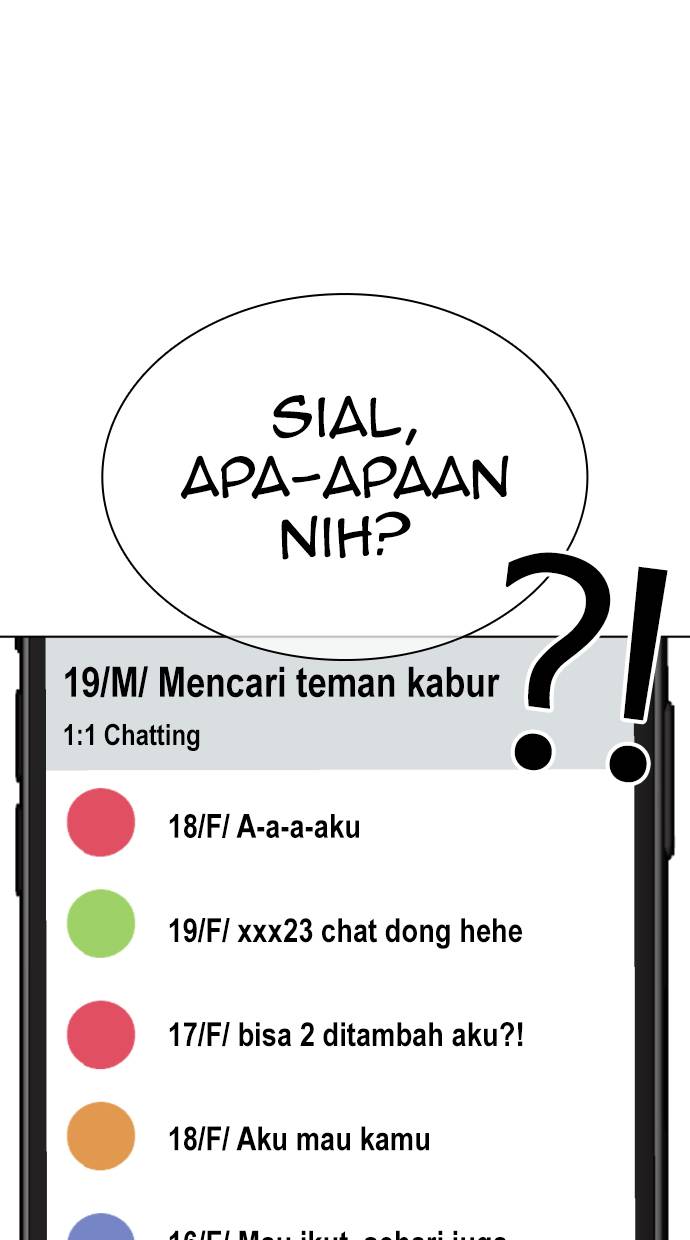 SIAL,
APA-APAAN
NIH?
?!
19/M/ Mencari teman kabur
1:1 Chatting
18/F/ A-a-a-aku
19/F/ xxx23 chat dong hehe
17/F/ bisa 2 ditambah aku?!
18/F/ Aku mau kamu